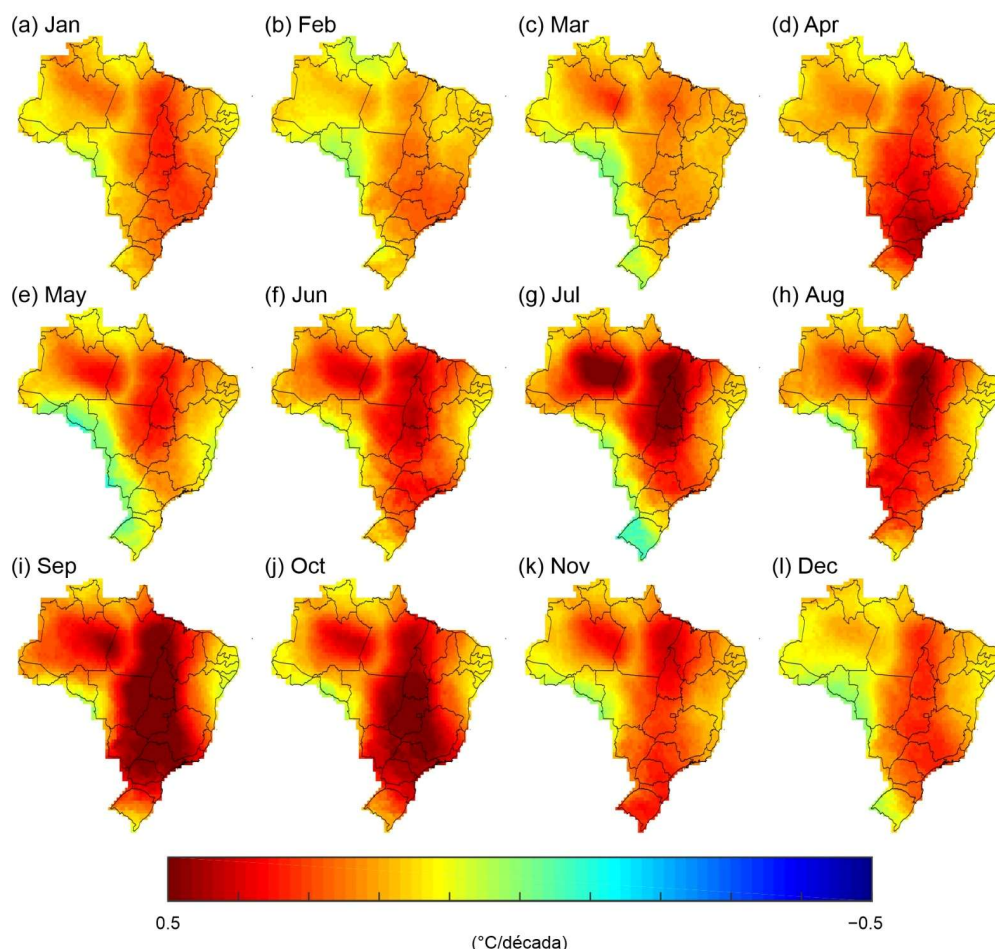 (a) Jan
(b) Feb
(c) Mar
(d) Apr
(e) May
(f) Jun
(g) Jul
(h) Aug
(i) Sep
(j) Oct
(k) Nov
(l) Dec
0.5
−0.5
(°C/década)